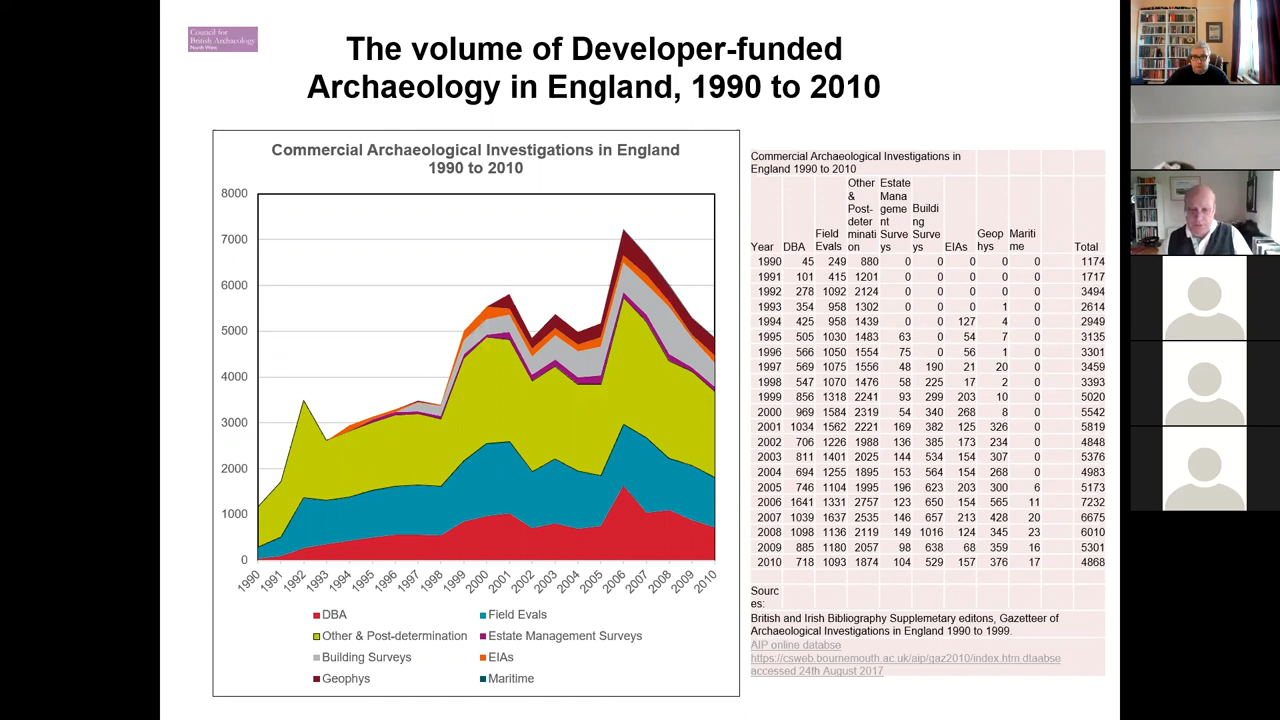 Council for
British Archaeology
North West
The volume of Developer-funded
Archaeology in England, 1990 to 2010
Commercial Archaeological Investigations in England
1990 to 2010
8000
7000
6000
5000
4000
3000
2000
1000
0
1990 1991 1992 1993 1994 1995 1996 1997 1998 1999 2000 2001 2002 2003 2004 2005 2006 2007 2008 2009 2010
DBA Field Evals
Other & Post-determination Estate Management Surveys
Building Surveys EIAs
Geophys Maritime
Commercial Archaeological Investigations in
England 1990 to 2010
Other Estate
& Mana
Post- geme Buildi
deter nt ng
Field minati Surve Surve Geop Mariti
Year DBA Evals on ys ys EIAs hys me Total
1990 45 249 880 0 0 0 0 0 1174
1991 101 415 1201 0 0 0 0 0 1717
1992 278 1092 2124 0 0 0 0 0 3494
1993 354 958 1302 0 0 0 1 0 2614
1994 425 958 1439 0 0 127 4 0 2949
1995 505 1030 1483 63 0 54 7 0 3135
1996 566 1050 1554 75 0 56 1 0 3301
1997 569 1075 1556 48 190 21 20 0 3459
1998 547 1070 1476 58 225 17 2 0 3393
1999 856 1318 2241 93 299 203 10 0 5020
2000 969 1584 2319 54 340 268 8 0 5542
2001 1034 1562 2221 169 382 125 326 0 5819
2002 706 1226 1988 136 385 173 234 0 4848
2003 811 1401 2025 144 534 154 307 0 5376
2004 694 1255 1895 153 564 154 268 0 4983
2005 746 1104 1995 196 623 203 300 6 5173
2006 1641 1331 2757 123 650 154 565 11 7232
2007 1039 1637 2535 146 657 213 428 20 6675
2008 1098 1136 2119 149 1016 124 345 23 6010
2009 885 1180 2057 98 638 68 359 16 5301
2010 718 1093 1874 104 529 157 376 17 4868
Sourc
es:
British and Irish Bibliography Supplemetary editons, Gazetteer of
Archaeological Investigations in England 1990 to 1999.
AIP online databse
https://csweb.bournemouth.ac.uk/aip/gaz2010/index.htm dtaabse
accessed 24th August 2017